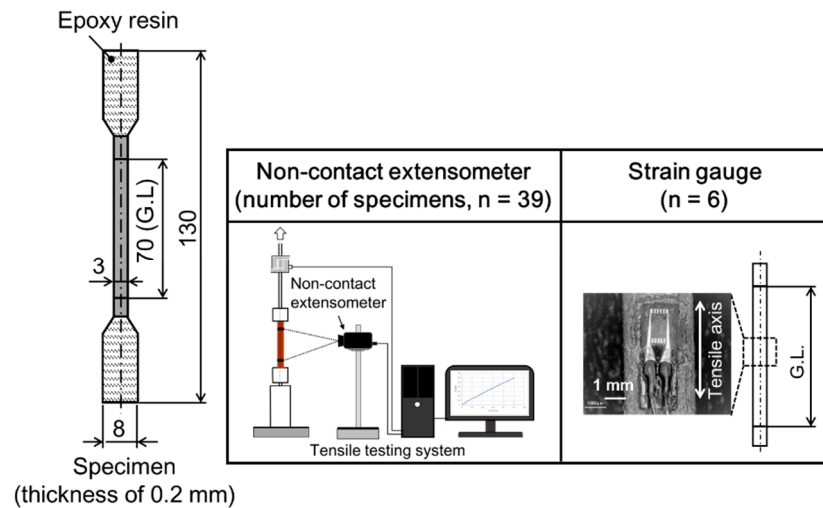 Epoxy resin
70 (G.L)
130
3
8
Specimen
(thickness of 0.2 mm)
Non-contact extensometer
(number of specimens, n = 39)
Non-contact
extensometer
Tensile testing system
Strain gauge
(n = 6)
Tensile axis
1 mm
G.L.